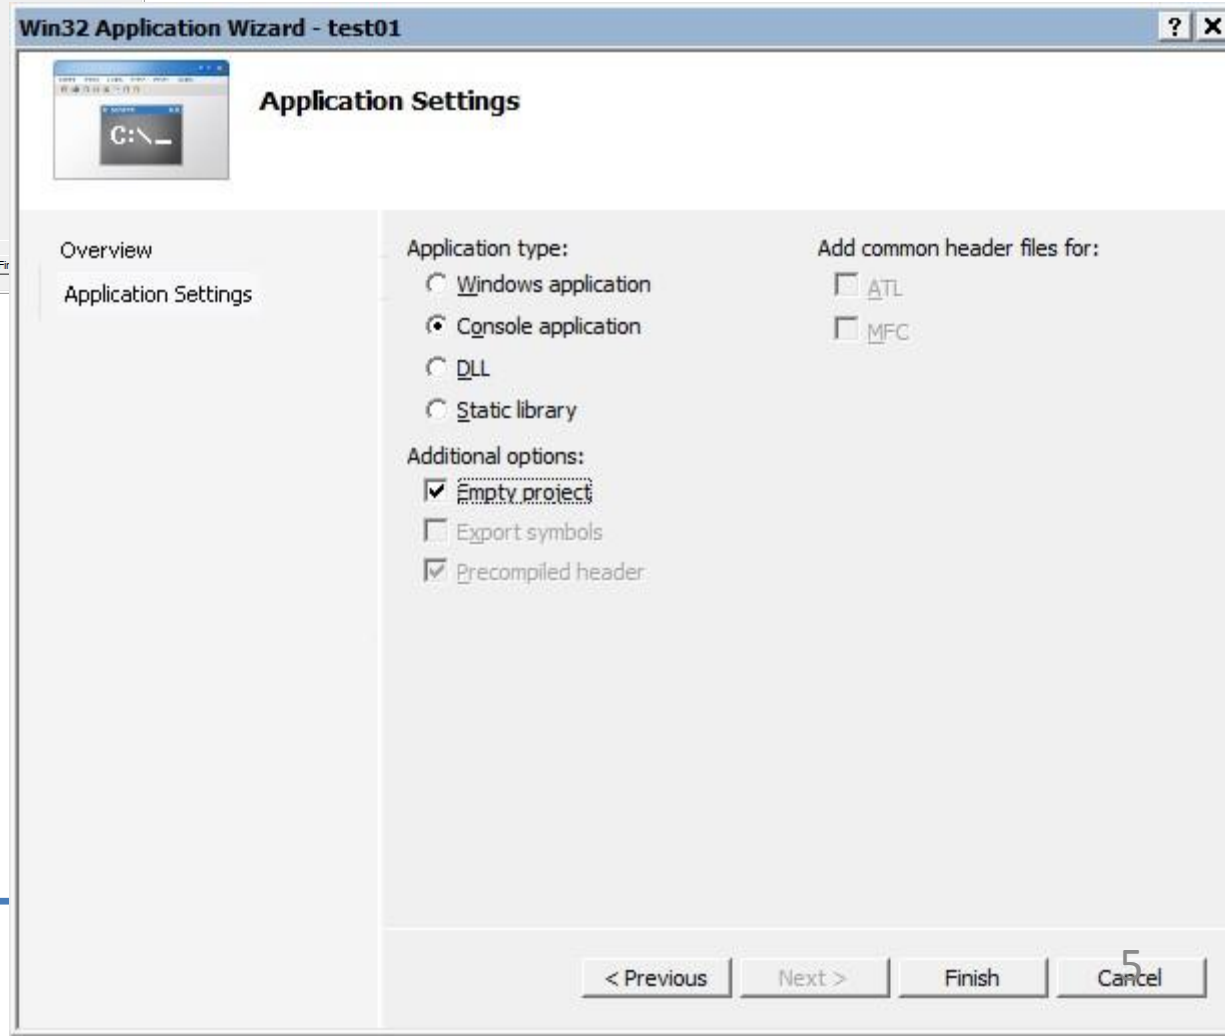 Win32 Application Wizard - test01
? X
C:\_
Application Settings
Overview
Application Settings
Application type:
Windows application
Console application
DLL
Static library
Additional options:
Empty project
Export symbols
Precompiled header
Add common header files for:
ATL
MFC
< Previous
Next >
Finish
Cancel
5